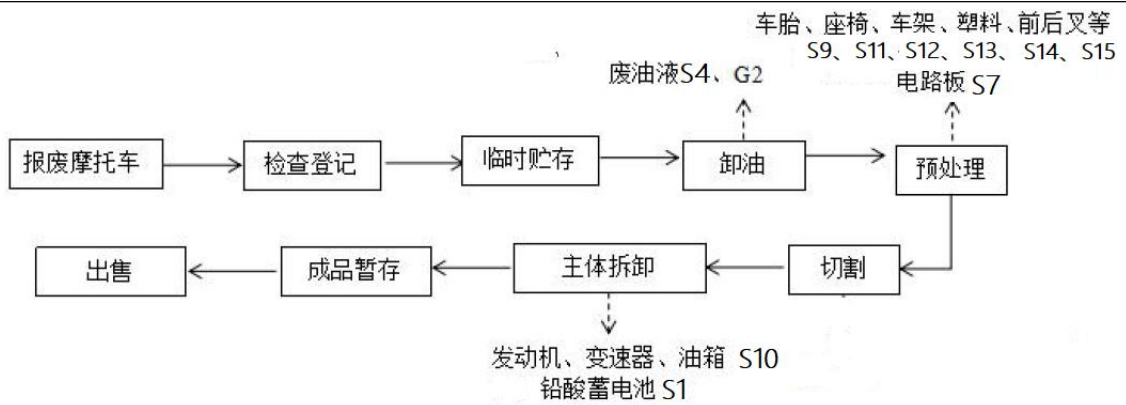 车胎、座椅、车架、塑料、前后叉等
S9、S11、S12、S13、S14、S15
废油液S4、G2
电路板 S7
报废摩托车
检查登记
临时贮存
卸油
预处理
出售
成品暂存
主体拆卸
切割
发动机、变速器、油箱 S10
铅酸蓄电池 S1